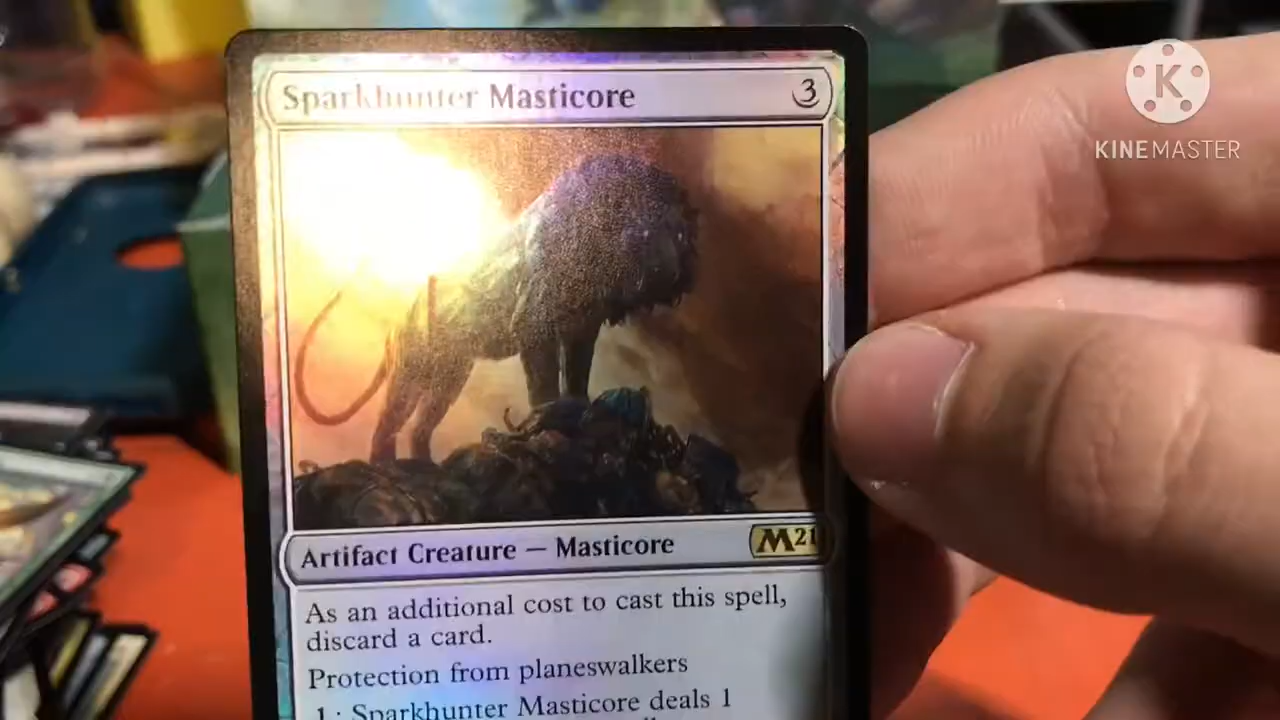 Sparkhunter Masticore 3
K
KINEMASTER
Artifact Creature — Masticore M21
As an additional cost to cast this spell,
discard a card.
Protection from planeswalkers
1: Sparkhunter Masticore deals 1